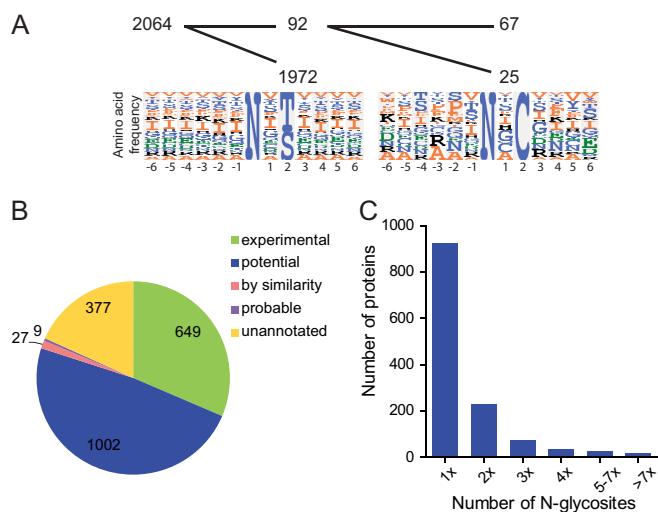 A
2064
92
67
1972
25
Amino acid
frequency
-6 -5 -4 -3 -2 -1 1 2 3 4 5 6
-6 -5 -4 -3 -2 -1 1 2 3 4 5 6
B
experimental
potential
by similarity
probable
unannotated
377
649
9
27
1002
C
Number of proteins
1000
800
600
400
200
0
1x
2x
3x
4x
5-7x
>7x
Number of N-glycosites